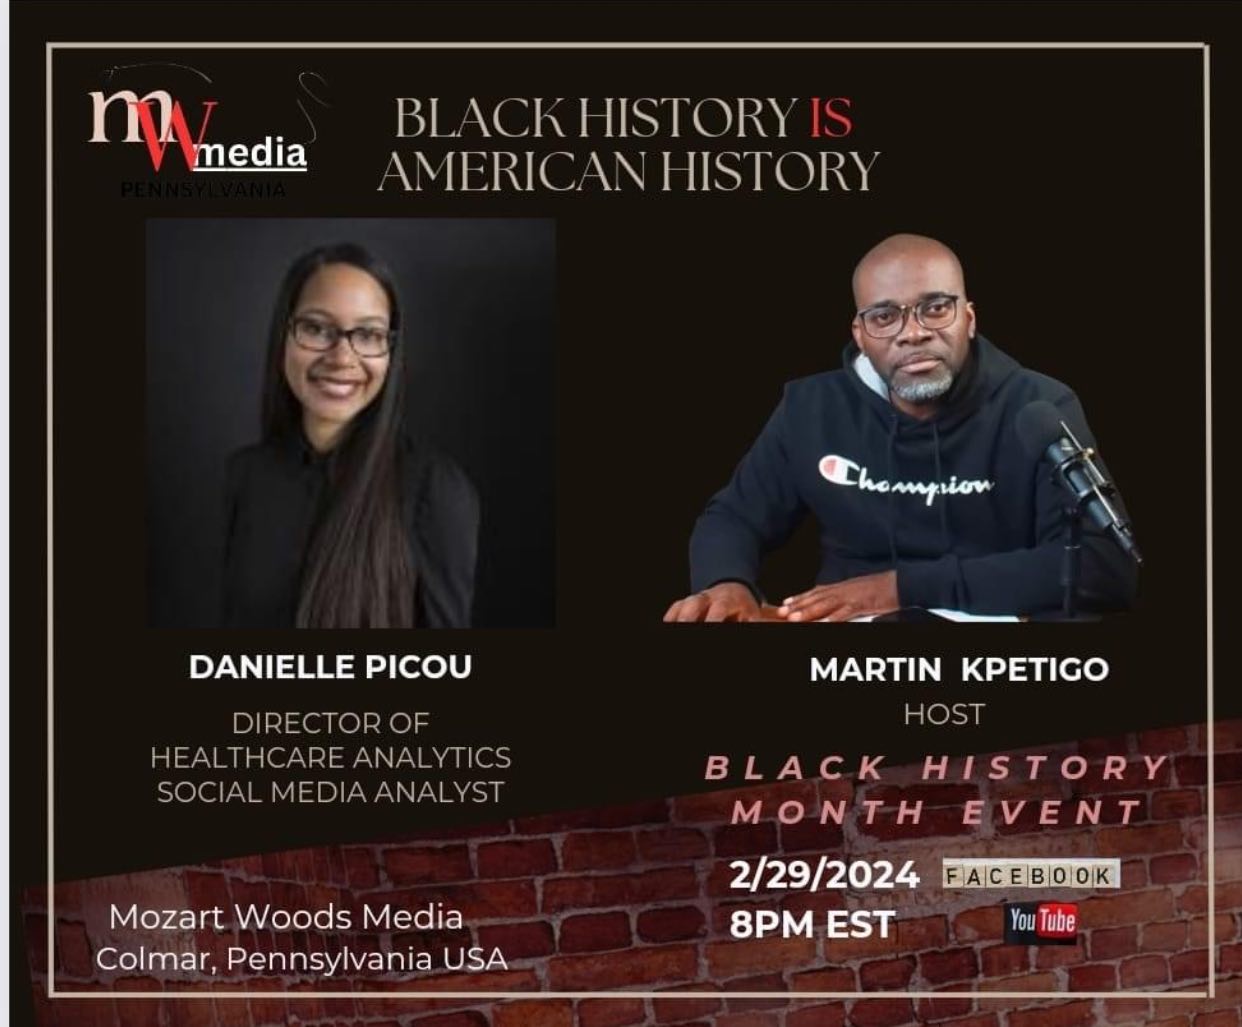 mw media
PENNSYLVANIA
BLACK HISTORY IS
AMERICAN HISTORY
Champion
DANIELLE PICOU
DIRECTOR OF
HEALTHCARE ANALYTICS
SOCIAL MEDIA ANALYST
MARTIN KPETIGO
HOST
BLACK HISTORY
MONTH EVENT
2/29/2024 FACEBOOK
8PM EST YouTube
Mozart Woods Media
Colmar, Pennsylvania USA